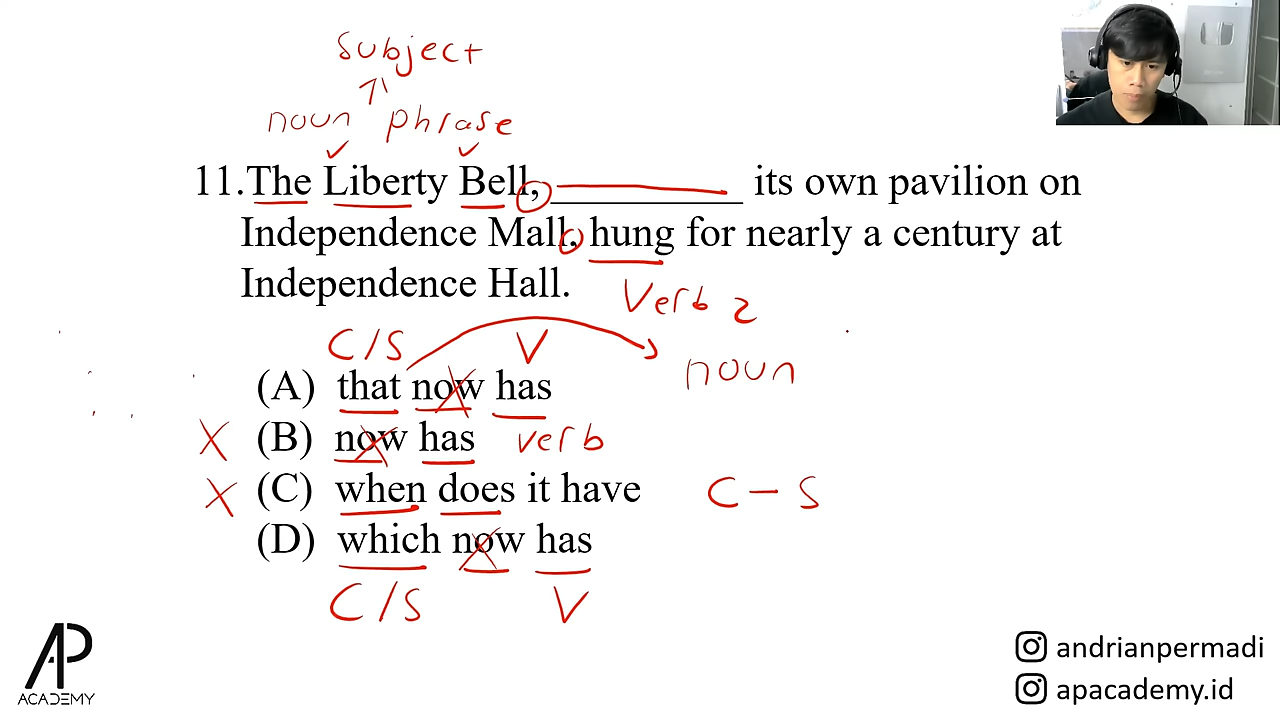 subject
noun phrase
11.The Liberty Bell, __________ its own pavilion on
Independence Mall, hung for nearly a century at
Independence Hall.
Verb 2
C/S V
noun
(A) that now has
X (B) now has verb
X (C) when does it have C – S
(D) which now has
C/S V
AP
ACADEMY
andrianpermadi
apacademy.id